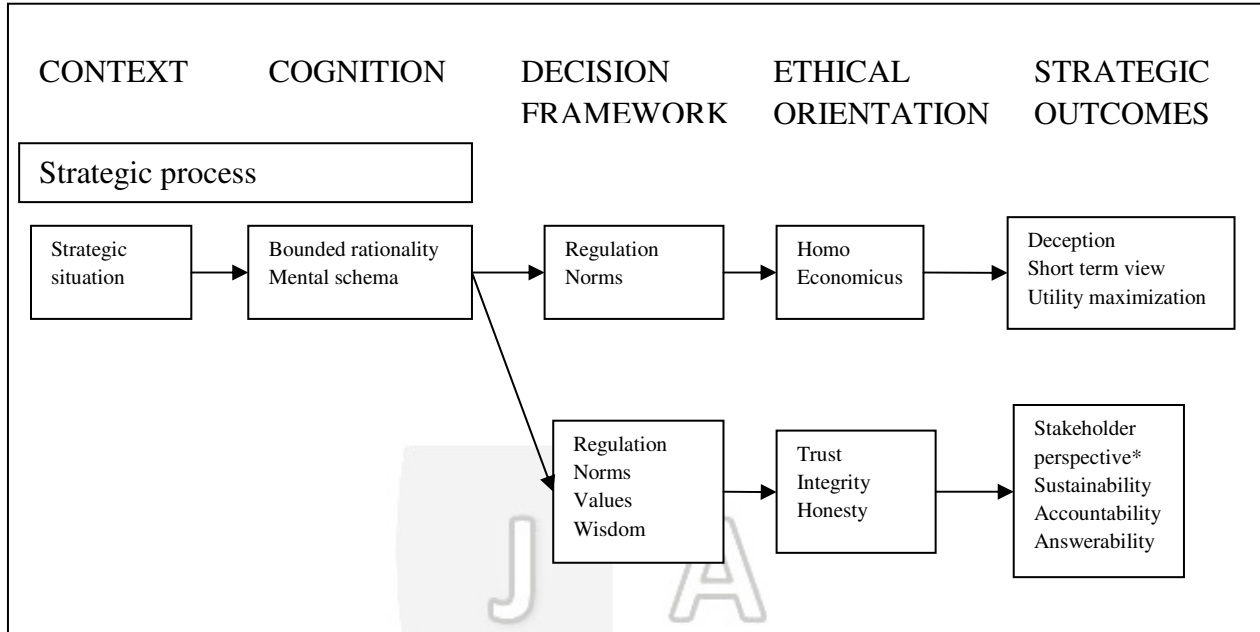 CONTEXT COGNITION DECISION FRAMEWORK ETHICAL ORIENTATION STRATEGIC OUTCOMES
Strategic process
Strategic
situation
Bounded rationality
Mental schema
Regulation
Norms
Homo
Economicus
Deception
Short term view
Utility maximization
Regulation
Norms
Values
Wisdom
Trust
Integrity
Honesty
Stakeholder
perspective*
Sustainability
Accountability
Answerability
J A